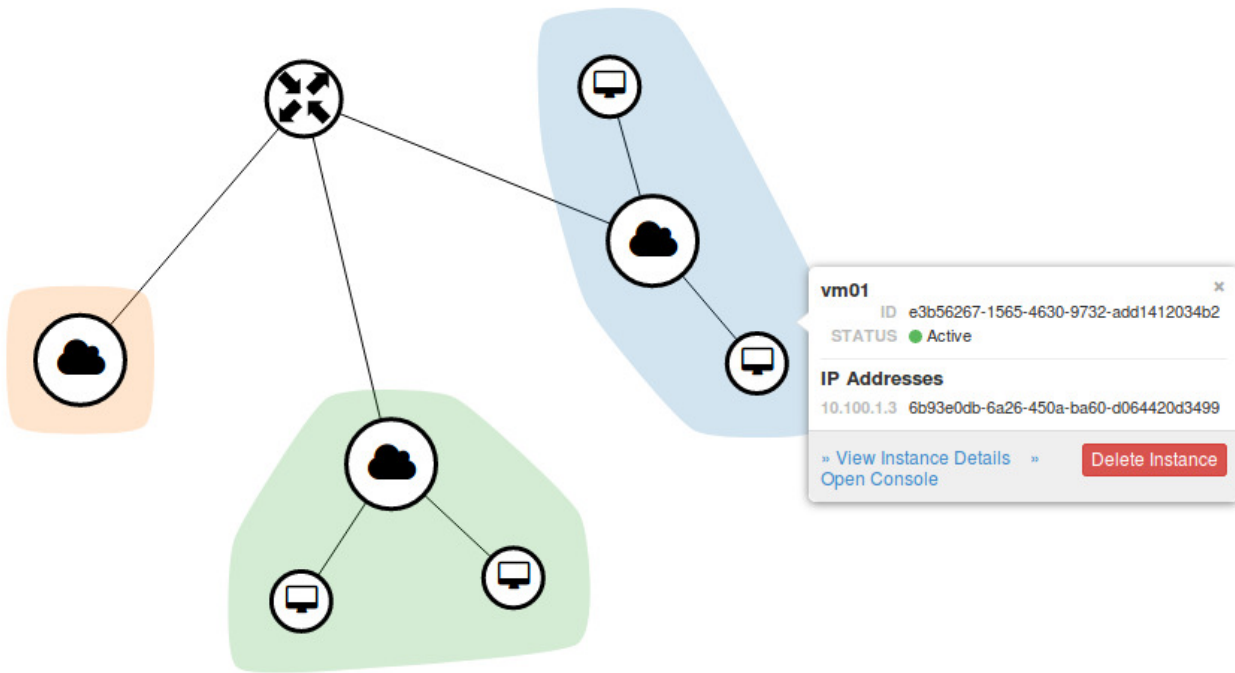 vm01 ×
ID e3b56267-1565-4630-9732-add1412034b2
STATUS Active
IP Addresses
10.100.1.3 6b93e0db-6a26-450a-ba60-d064420d3499
» View Instance Details »
Open Console
Delete Instance